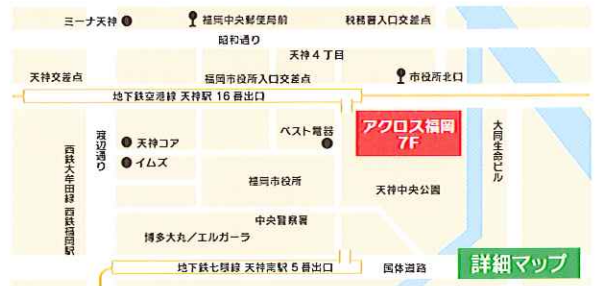 ミーナ天神
福岡中央郵便局前
税務署入口交差点
昭和通り
天神4丁目
天神交差点
福岡市役所入口交差点
市役所北口
地下鉄空港線 天神駅 16番出口
渡辺通り
天神コア
イムズ
ベスト電器
アクロス福岡
7F
大同生命ビル
西鉄大牟田線 西鉄福岡駅
福岡市役所
天神中央公園
中央警察署
博多大丸/エルガーラ
地下鉄七隈線 天神南駅 5番出口
国体道路
詳細マップ